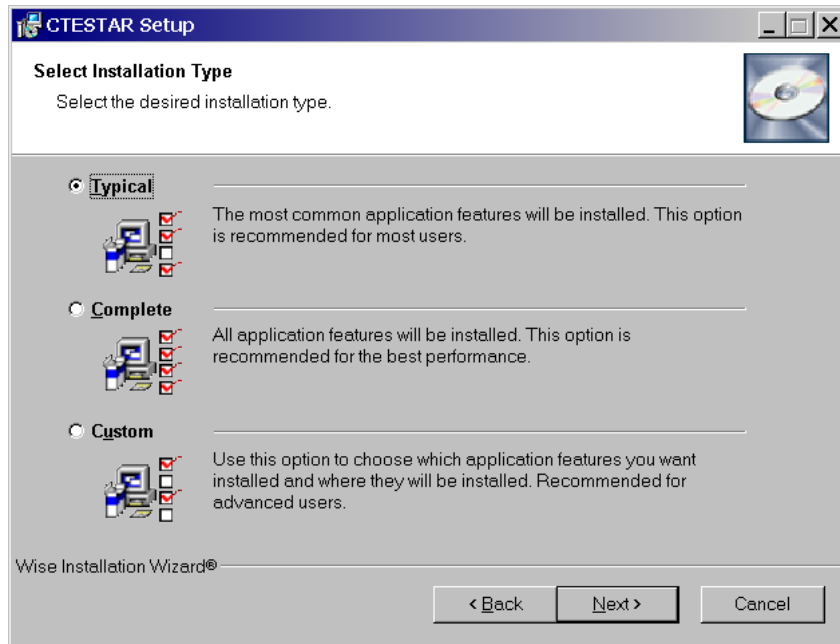 CTESTAR Setup
Select Installation Type
Select the desired installation type.
Typical
The most common application features will be installed. This option
is recommended for most users.
Complete
All application features will be installed. This option is
recommended for the best performance.
Custom
Use this option to choose which application features you want
installed and where they will be installed. Recommended for
advanced users.
Wise Installation Wizard®
< Back
Next >
Cancel